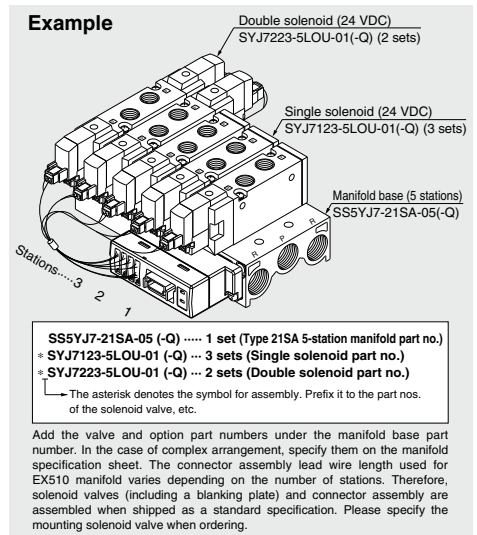 Example
Double solenoid (24 VDC)
SYJ7223-5LOU-01(-Q) (2 sets)
Single solenoid (24 VDC)
SYJ7123-5LOU-01(-Q) (3 sets)
Manifold base (5 stations)
SS5YJ7-21SA-05(-Q)
R
P
R
Stations.....3
2
1
SS5YJ7-21SA-05 (-Q) ····· 1 set (Type 21SA 5-station manifold part no.)
* SYJ7123-5LOU-01 (-Q) ··· 3 sets (Single solenoid part no.)
* SYJ7223-5LOU-01 (-Q) ··· 2 sets (Double solenoid part no.)
The asterisk denotes the symbol for assembly. Prefix it to the part nos.
of the solenoid valve, etc.
Add the valve and option part numbers under the manifold base part
number. In the case of complex arrangement, specify them on the manifold
specification sheet. The connector assembly lead wire length used for
EX510 manifold varies depending on the number of stations. Therefore,
solenoid valves (including a blanking plate) and connector assembly are
assembled when shipped as a standard specification. Please specify the
mounting solenoid valve when ordering.